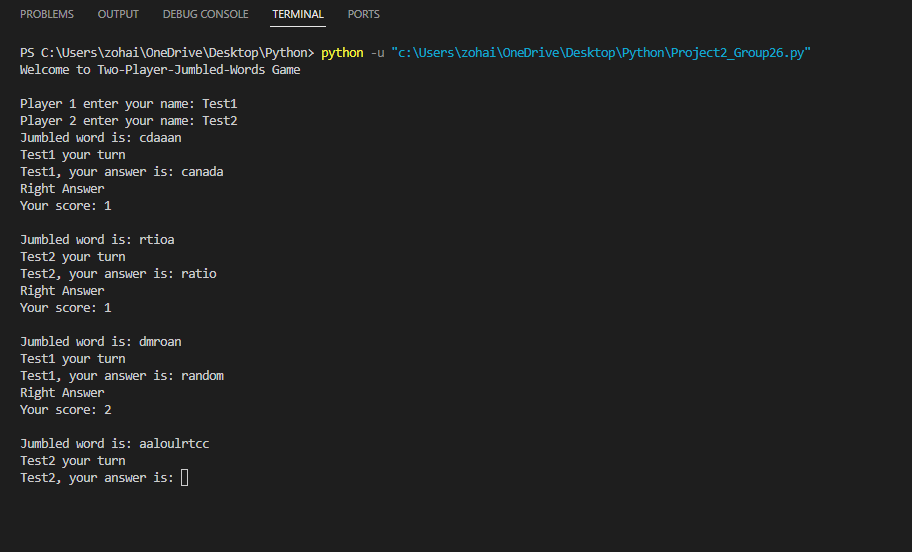 PROBLEMS OUTPUT DEBUG CONSOLE TERMINAL PORTS
PS C:\Users\zohai\OneDrive\Desktop\Python> python -u "c:\Users\zohai\OneDrive\Desktop\Python\Project2_Group26.py"
Welcome to Two-Player-Jumbled-Words Game
Player 1 enter your name: Test1
Player 2 enter your name: Test2
Jumbled word is: cdaaan
Test1 your turn
Test1, your answer is: canada
Right Answer
Your score: 1
Jumbled word is: rtioa
Test2 your turn
Test2, your answer is: ratio
Right Answer
Your score: 1
Jumbled word is: dmroan
Test1 your turn
Test1, your answer is: random
Right Answer
Your score: 2
Jumbled word is: aaloulrtcc
Test2 your turn
Test2, your answer is: